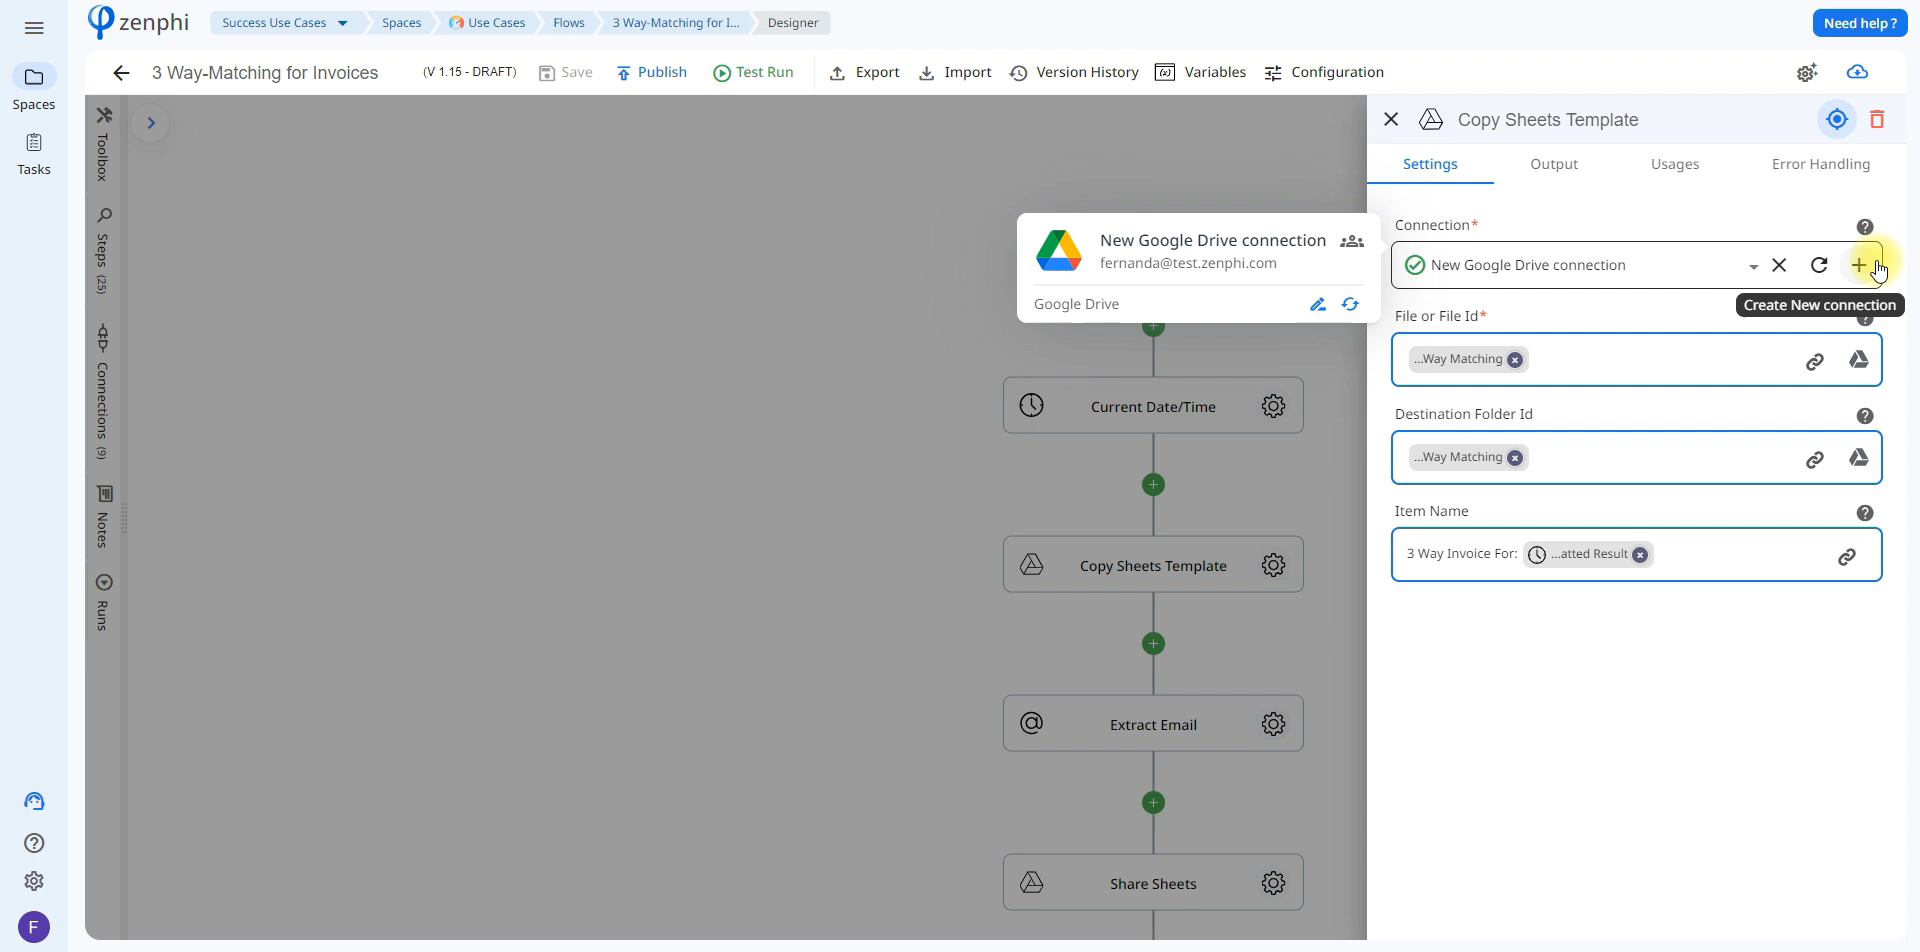 zenphi
Success Use Cases
Spaces
Use Cases
Flows
3 Way-Matching for I...
Designer
Need help ?
3 Way-Matching for Invoices
(V 1.15 - DRAFT)
Save
Publish
Test Run
Export
Import
Version History
Variables
Configuration
Spaces
Tasks
Toolbox
Steps (25)
Connections (9)
Notes
Runs
Copy Sheets Template
Settings
Output
Usages
Error Handling
Connection*
New Google Drive connection
Create New connection
New Google Drive connection
fernanda@test.zenphi.com
Google Drive
File or File Id*
...Way Matching
Destination Folder Id
...Way Matching
Item Name
3 Way Invoice For: ...atted Result
Current Date/Time
Copy Sheets Template
Extract Email
Share Sheets
F